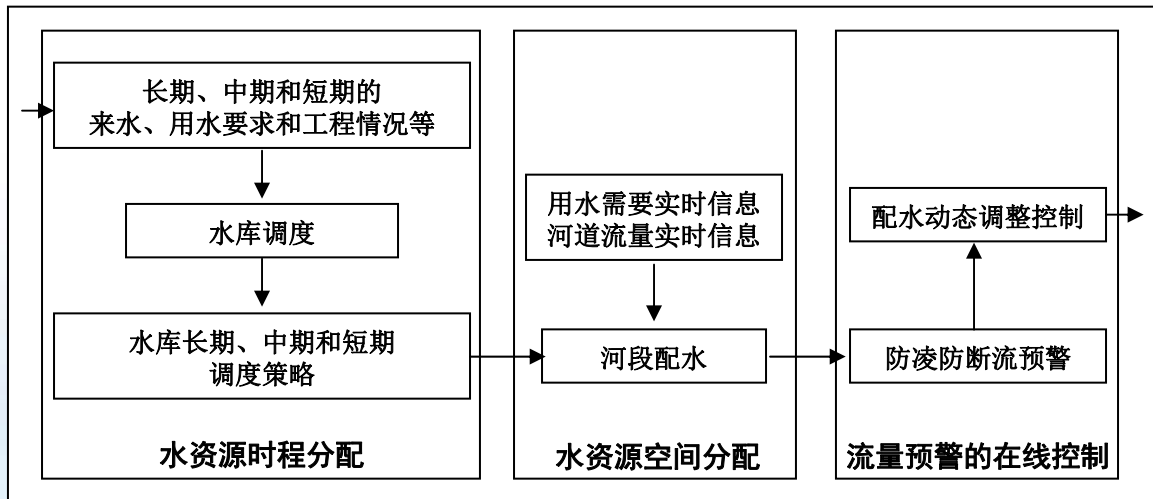 长期、中期和短期的
来水、用水要求和工程情况等
水库调度
水库长期、中期和短期
调度策略
水资源时程分配
用水需要实时信息
河道流量实时信息
河段配水
水资源空间分配
配水动态调整控制
防凌防断流预警
流量预警的在线控制